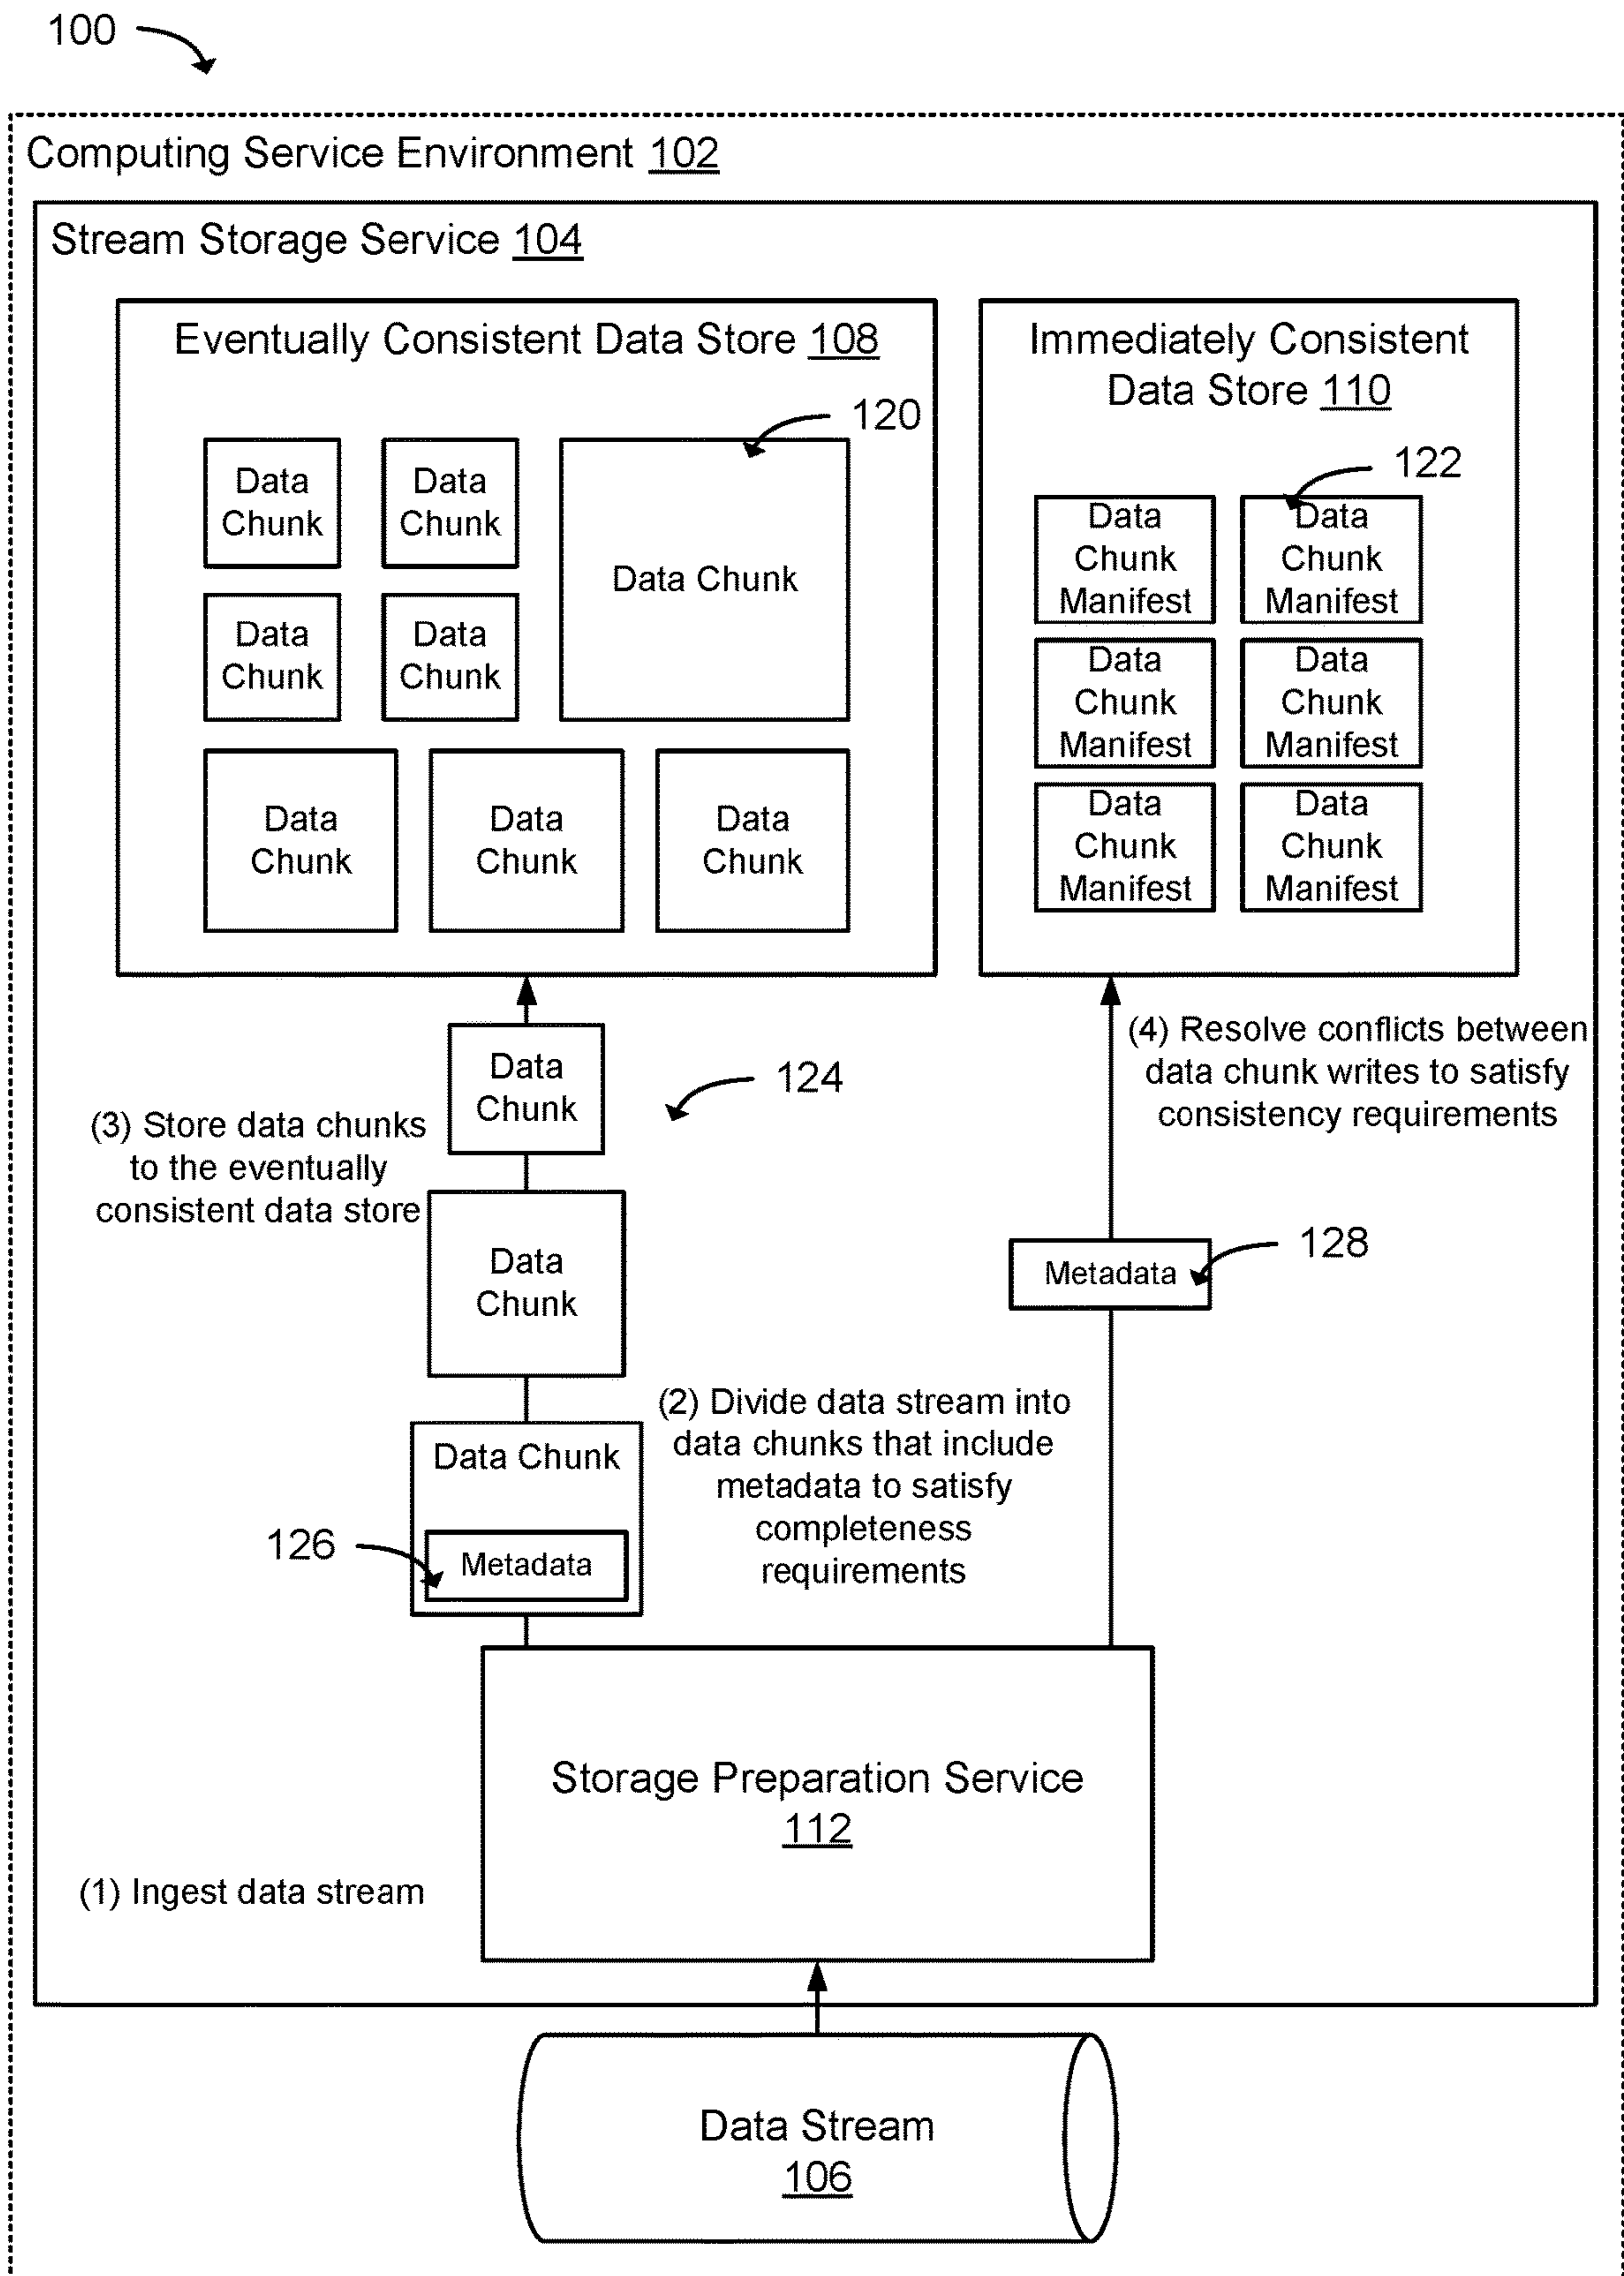 100
Computing Service Environment 102
Stream Storage Service 104
Eventually Consistent Data Store 108
120
Data
Chunk
Data
Chunk
Data Chunk
Data
Chunk
Data
Chunk
Data
Chunk
Data
Chunk
Data
Chunk
Immediately Consistent
Data Store 110
122
Data
Chunk
Manifest
Data
Chunk
Manifest
Data
Chunk
Manifest
Data
Chunk
Manifest
Data
Chunk
Manifest
Data
Chunk
Manifest
(4) Resolve conflicts between
data chunk writes to satisfy
consistency requirements
Data
Chunk
124
(3) Store data chunks
to the eventually
consistent data store
Data
Chunk
Metadata
128
(2) Divide data stream into
data chunks that include
metadata to satisfy
completeness
requirements
Data Chunk
126
Metadata
Storage Preparation Service
112
(1) Ingest data stream
Data Stream
106